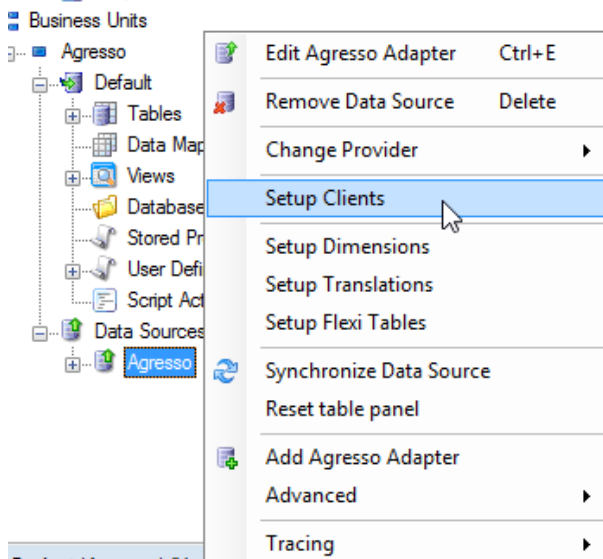 Business Units
Agresso
Default
Tables
Data Map
Views
Database
Stored Pr
User Defi
Script Act
Data Sources
Agresso
Edit Agresso Adapter Ctrl+E
Remove Data Source Delete
Change Provider
Setup Clients
Setup Dimensions
Setup Translations
Setup Flexi Tables
Synchronize Data Source
Reset table panel
Add Agresso Adapter
Advanced
Tracing